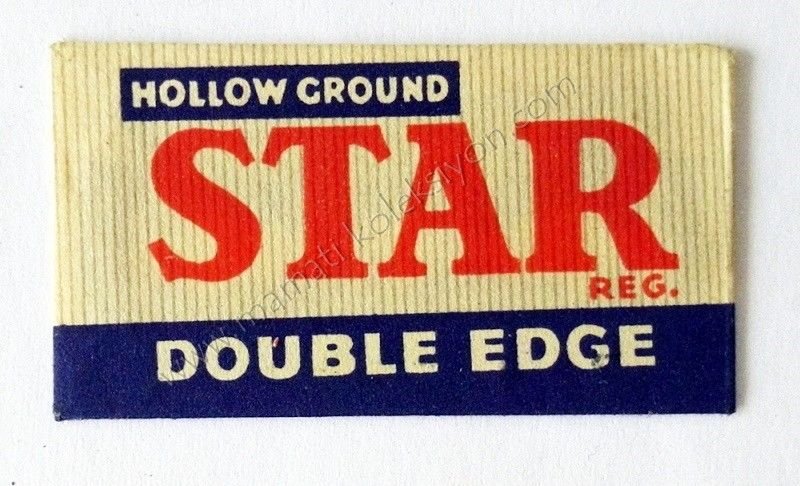 HOLLOW GROUND
STAR
REG.
DOUBLE EDGE